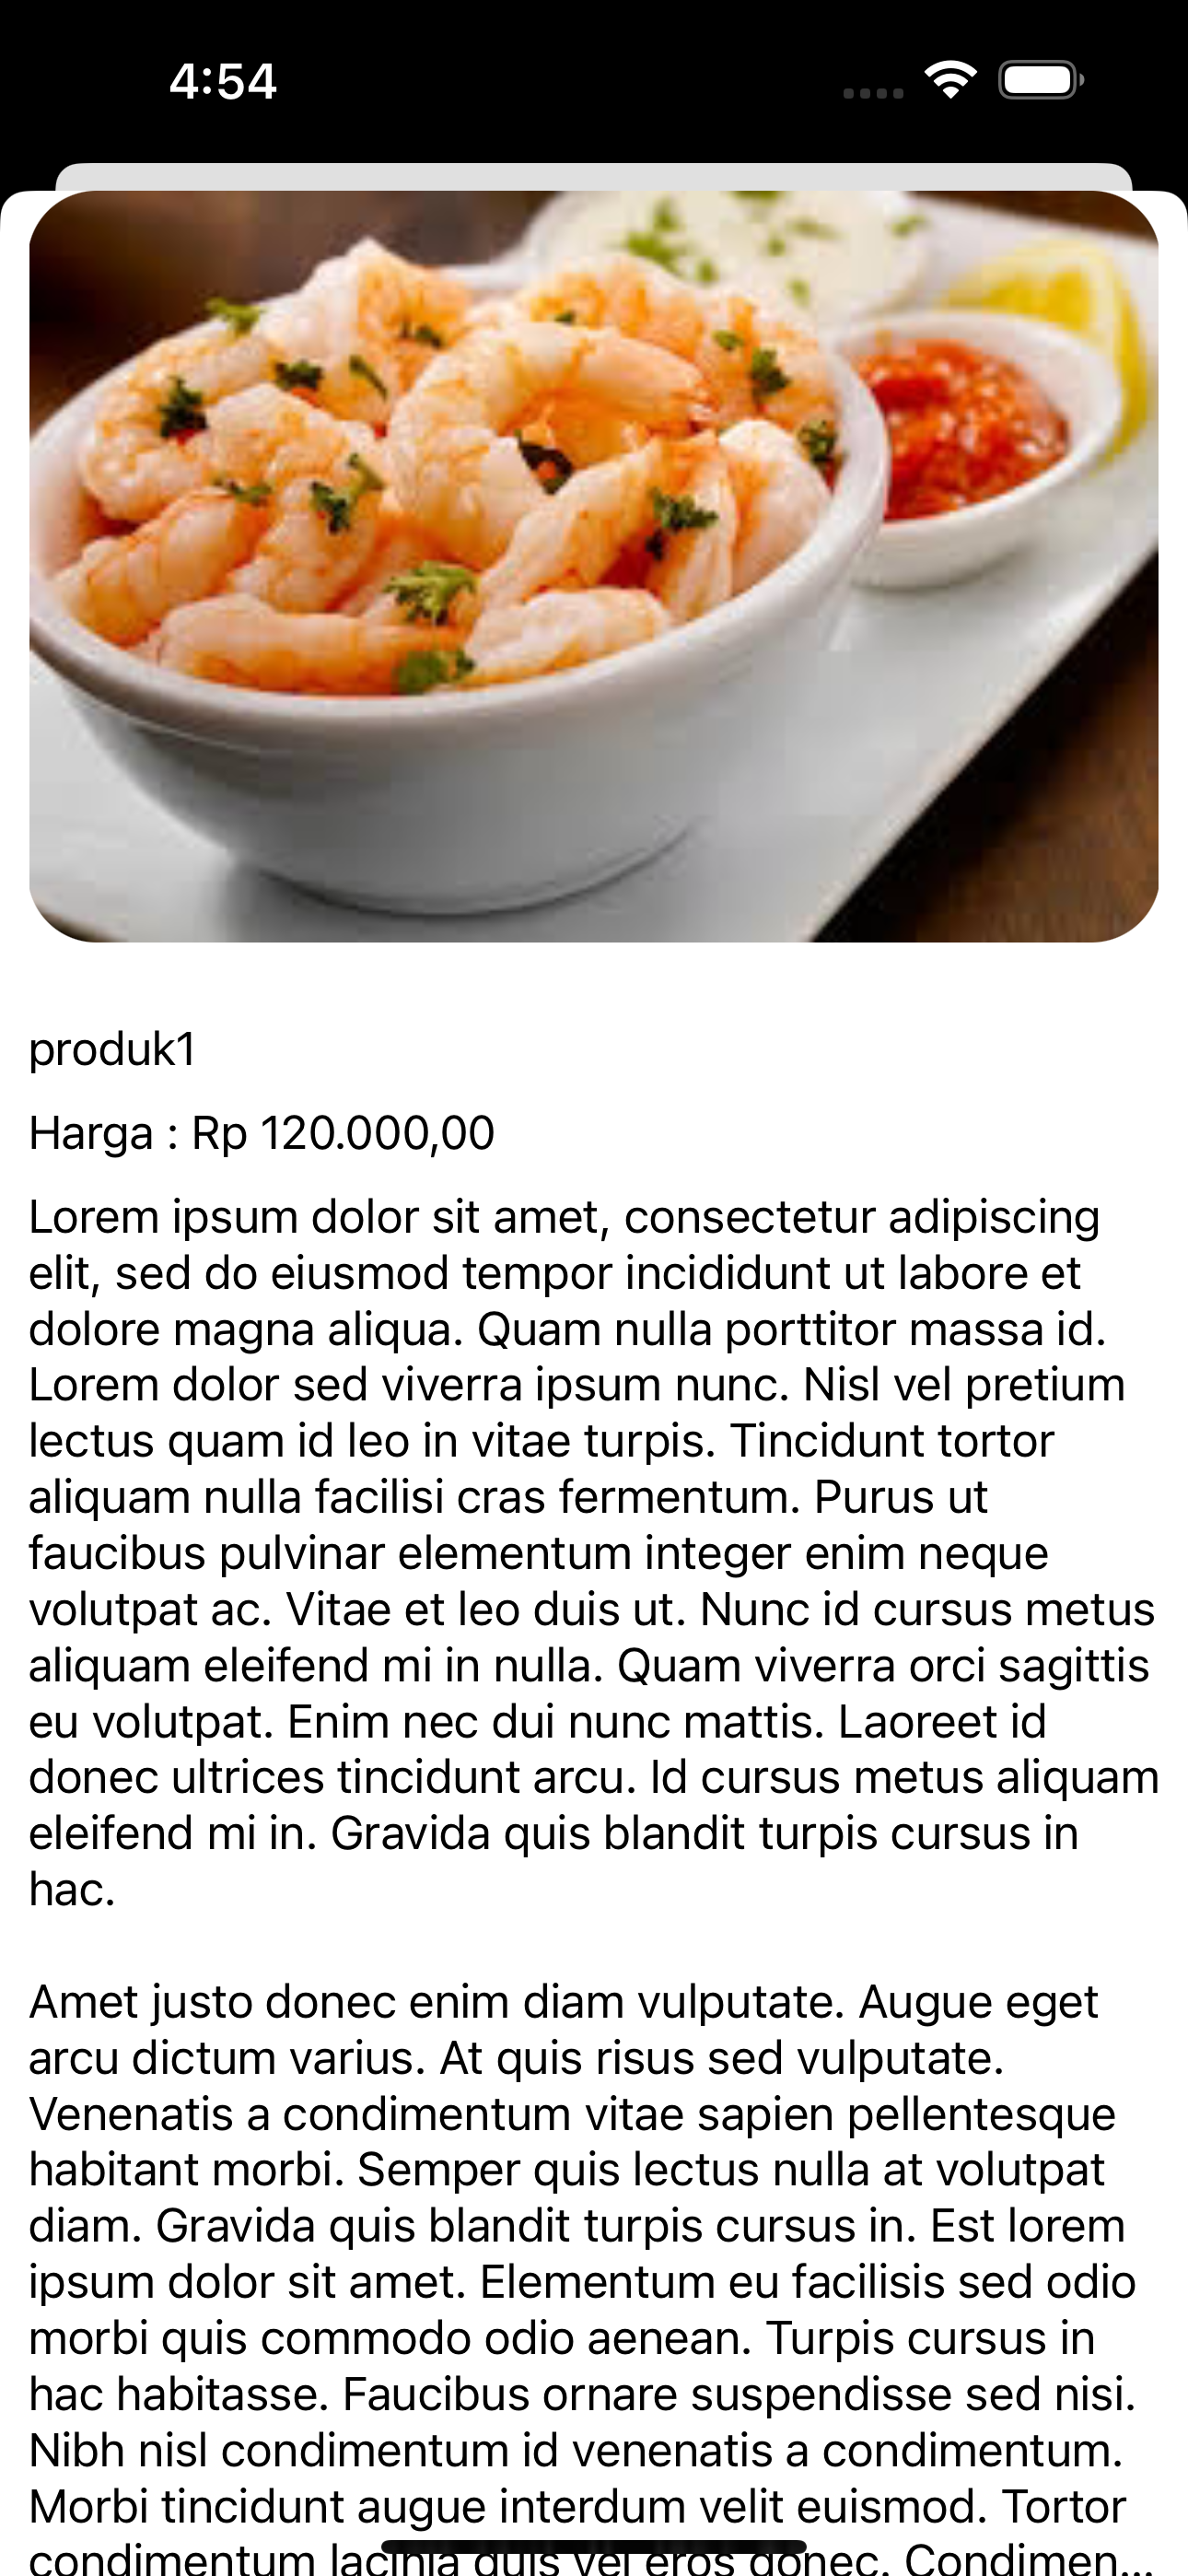 4:54
produk1
Harga : Rp 120.000,00
Lorem ipsum dolor sit amet, consectetur adipiscing
elit, sed do eiusmod tempor incididunt ut labore et
dolore magna aliqua. Quam nulla porttitor massa id.
Lorem dolor sed viverra ipsum nunc. Nisl vel pretium
lectus quam id leo in vitae turpis. Tincidunt tortor
aliquam nulla facilisi cras fermentum. Purus ut
faucibus pulvinar elementum integer enim neque
volutpat ac. Vitae et leo duis ut. Nunc id cursus metus
aliquam eleifend mi in nulla. Quam viverra orci sagittis
eu volutpat. Enim nec dui nunc mattis. Laoreet id
donec ultrices tincidunt arcu. Id cursus metus aliquam
eleifend mi in. Gravida quis blandit turpis cursus in
hac.
Amet justo donec enim diam vulputate. Augue eget
arcu dictum varius. At quis risus sed vulputate.
Venenatis a condimentum vitae sapien pellentesque
habitant morbi. Semper quis lectus nulla at volutpat
diam. Gravida quis blandit turpis cursus in. Est lorem
ipsum dolor sit amet. Elementum eu facilisis sed odio
morbi quis commodo odio aenean. Turpis cursus in
hac habitasse. Faucibus ornare suspendisse sed nisi.
Nibh nisl condimentum id venenatis a condimentum.
Morbi tincidunt augue interdum velit euismod. Tortor
condimentum lacinia quis vel eros donec. Condimen...